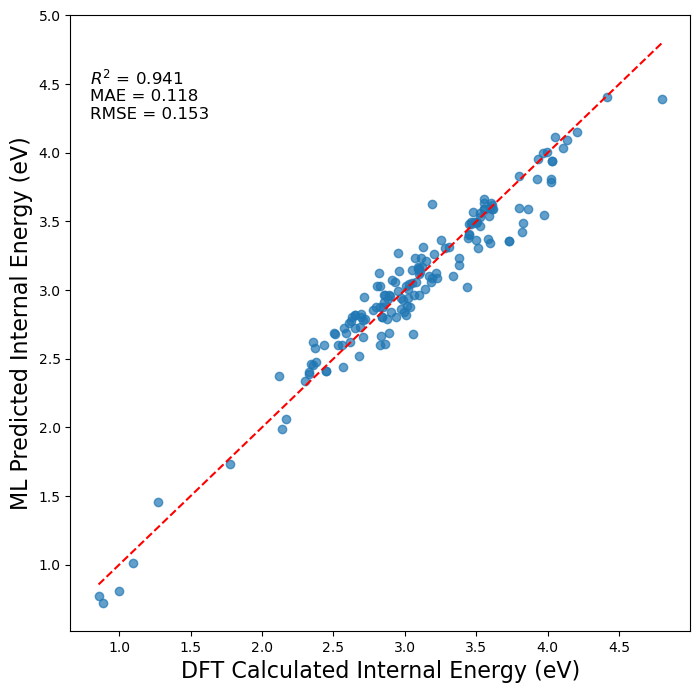 R² = 0.941
MAE = 0.118
RMSE = 0.153
ML Predicted Internal Energy (eV)
5.0
4.5
4.0
3.5
3.0
2.5
2.0
1.5
1.0
1.0 1.5 2.0 2.5 3.0 3.5 4.0 4.5
DFT Calculated Internal Energy (eV)